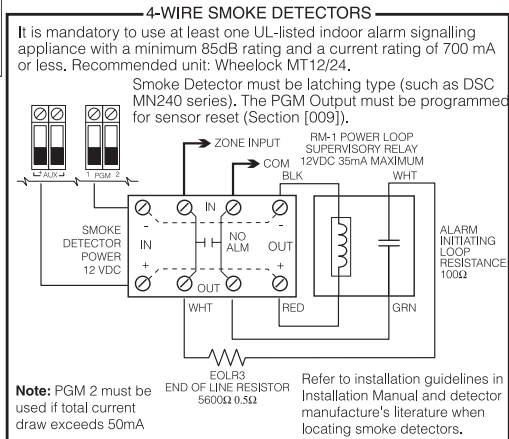 4-WIRE SMOKE DETECTORS
It is mandatory to use at least one UL-listed indoor alarm signalling
appliance with a minimum 85dB rating and a current rating of 700 mA
or less. Recommended unit: Wheelock MT12/24.
Smoke Detector must be latching type (such as DSC
MN240 series). The PGM Output must be programmed
for sensor reset (Section [009]).
+ AUX -
1 PGM 2
ZONE INPUT
COM
RM-1 POWER LOOP
SUPERVISORY RELAY
12VDC 35mA MAXIMUM
BLK
WHT
SMOKE
DETECTOR
POWER
12 VDC
-
IN
+
IN
NO
ALM
OUT
-
OUT
+
ALARM
INITIATING
LOOP
RESISTANCE
100Ω
WHT
RED
GRN
EOLR3
END OF LINE RESISTOR
5600Ω 0.5Ω
Note: PGM 2 must be
used if total current
draw exceeds 50mA
Refer to installation guidelines in
Installation Manual and detector
manufacture's literature when
locating smoke detectors.